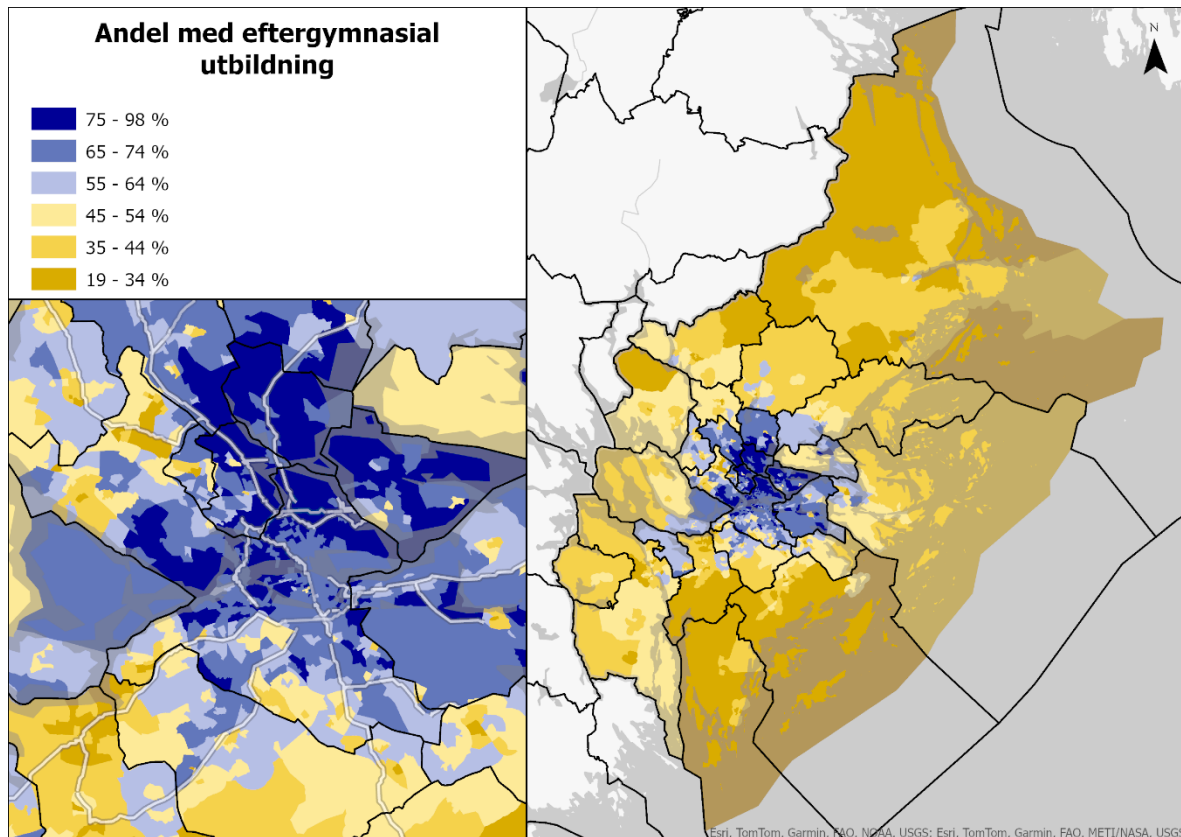 Andel med eftergymnasial
utbildning
75 - 98 %
65 - 74 %
55 - 64 %
45 - 54 %
35 - 44 %
19 - 34 %
N
Esri, TomTom, Garmin, FAO, NOAA, USGS; Esri, TomTom, Garmin, FAO, METI/NASA, USGS